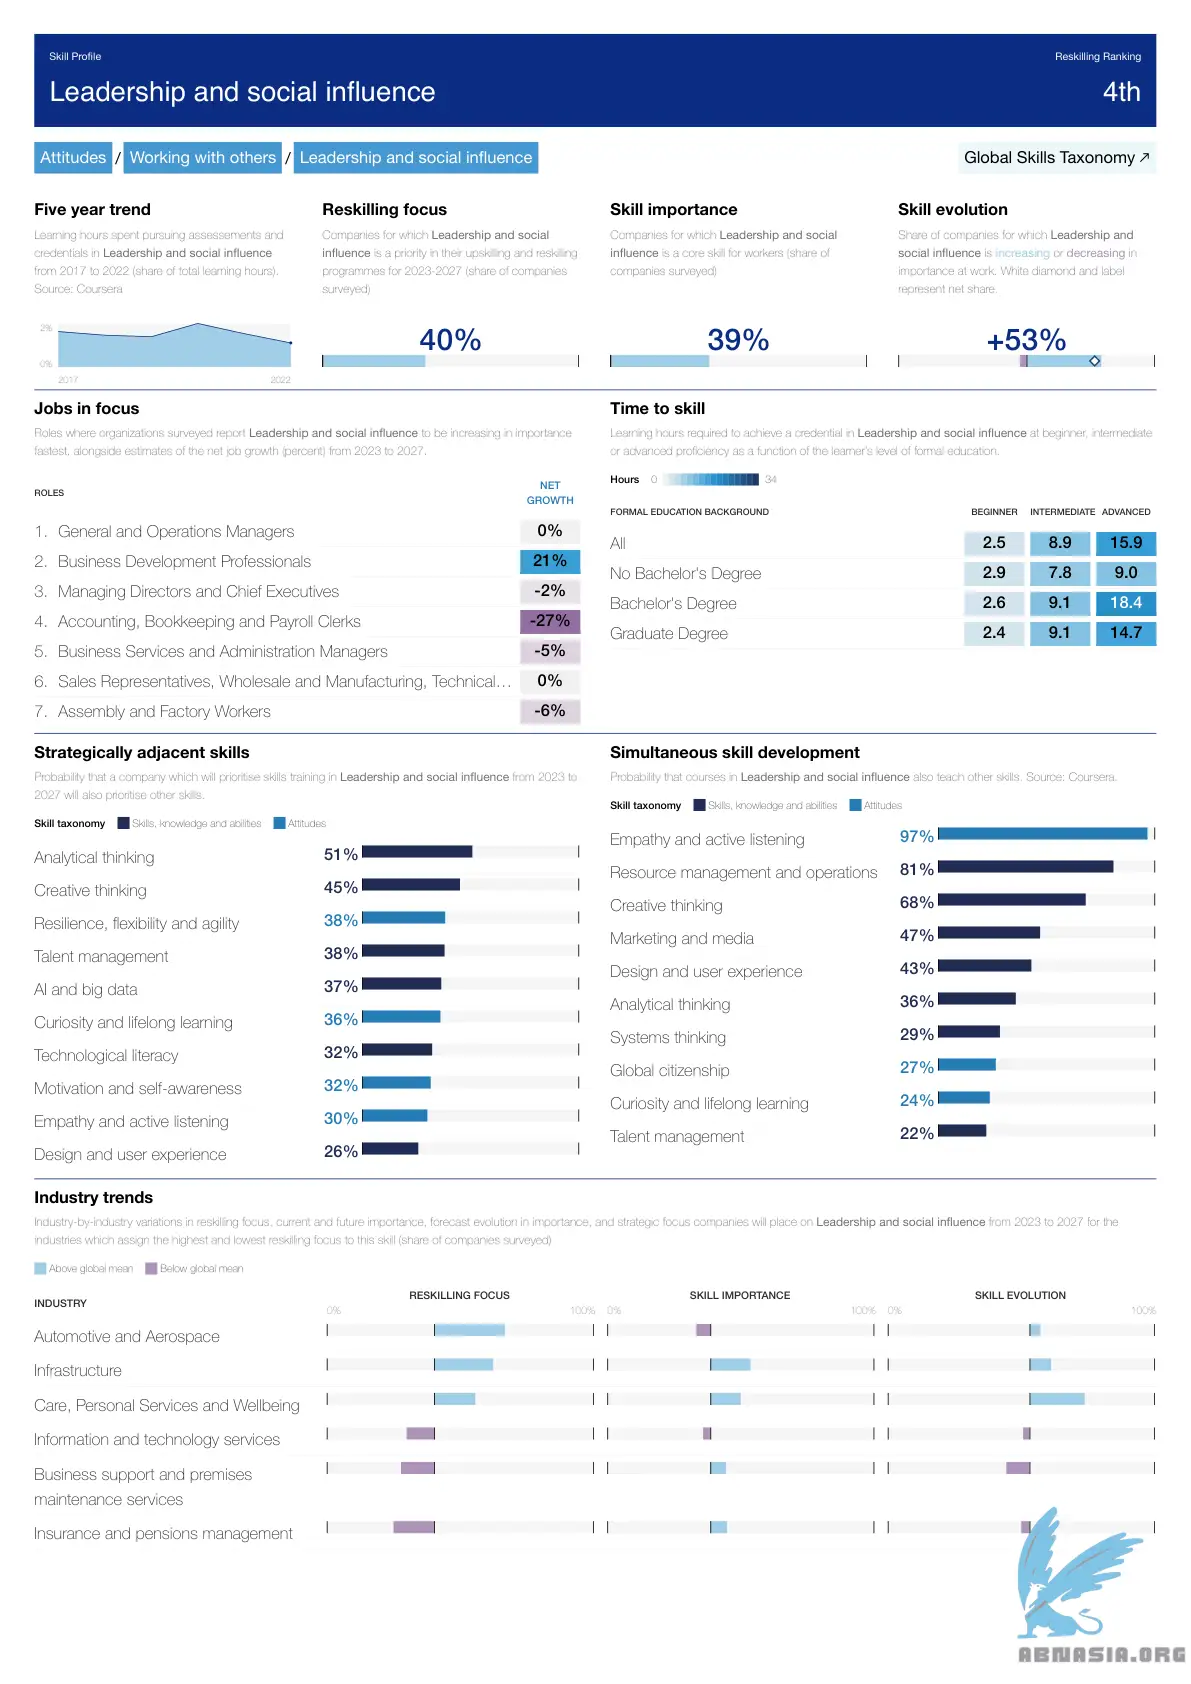 Skill Profile
Reskilling Ranking
Leadership and social influence
4th
Attitudes / Working with others / Leadership and social influence
Global Skills Taxonomy ↗
Five year trend
Learning hours spent pursuing assessements and
credentials in Leadership and social influence
from 2017 to 2022 (share of total learning hours).
Source: Coursera
2%
0%
2017
2022
Reskilling focus
Companies for which Leadership and social
influence is a priority in their upskilling and reskilling
programmes for 2023-2027 (share of companies
surveyed)
40%
Skill importance
Companies for which Leadership and social
influence is a core skill for workers (share of
companies surveyed)
39%
Skill evolution
Share of companies for which Leadership and
social influence is increasing or decreasing in
importance at work. White diamond and label
represent net share.
+53%
Jobs in focus
Roles where organizations surveyed report Leadership and social influence to be increasing in importance
fastest, alongside estimates of the net job growth (percent) from 2023 to 2027.
ROLES
NET
GROWTH
1. General and Operations Managers 0%
2. Business Development Professionals 21%
3. Managing Directors and Chief Executives -2%
4. Accounting, Bookkeeping and Payroll Clerks -27%
5. Business Services and Administration Managers -5%
6. Sales Representatives, Wholesale and Manufacturing, Technical... 0%
7. Assembly and Factory Workers -6%
Time to skill
Learning hours required to achieve a credential in Leadership and social influence at beginner, intermediate
or advanced proficiency as a function of the learner's level of formal education.
Hours 0 34
FORMAL EDUCATION BACKGROUND BEGINNER INTERMEDIATE ADVANCED
All 2.5 8.9 15.9
No Bachelor's Degree 2.9 7.8 9.0
Bachelor's Degree 2.6 9.1 18.4
Graduate Degree 2.4 9.1 14.7
Strategically adjacent skills
Probability that a company which will prioritise skills training in Leadership and social influence from 2023 to
2027 will also prioritise other skills.
Skill taxonomy Skills, knowledge and abilities Attitudes
Analytical thinking 51%
Creative thinking 45%
Resilience, flexibility and agility 38%
Talent management 38%
AI and big data 37%
Curiosity and lifelong learning 36%
Technological literacy 32%
Motivation and self-awareness 32%
Empathy and active listening 30%
Design and user experience 26%
Simultaneous skill development
Probability that courses in Leadership and social influence also teach other skills. Source: Coursera.
Skill taxonomy Skills, knowledge and abilities Attitudes
Empathy and active listening 97%
Resource management and operations 81%
Creative thinking 68%
Marketing and media 47%
Design and user experience 43%
Analytical thinking 36%
Systems thinking 29%
Global citizenship 27%
Curiosity and lifelong learning 24%
Talent management 22%
Industry trends
Industry-by-industry variations in reskilling focus, current and future importance, forecast evolution in importance, and strategic focus companies will place on Leadership and social influence from 2023 to 2027 for the
industries which assign the highest and lowest reskilling focus to this skill (share of companies surveyed)
Above global mean Below global mean
INDUSTRY RESKILLING FOCUS SKILL IMPORTANCE SKILL EVOLUTION
0% 100% 0% 100% 0% 100%
Automotive and Aerospace
Infrastructure
Care, Personal Services and Wellbeing
Information and technology services
Business support and premises
maintenance services
Insurance and pensions management
ABNASIA.ORG